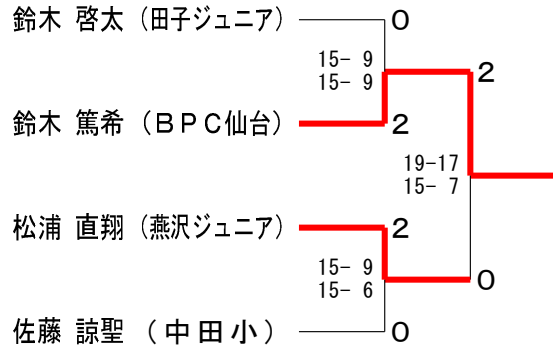 鈴木 啓太（田子ジュニア） 0
15- 9
15- 9
2
鈴木 篤希（ＢＰＣ仙台） 2
19-17
15- 7
松浦 直翔（燕沢ジュニア） 2
15- 9
15- 6
0
佐藤 諒聖（中田小） 0